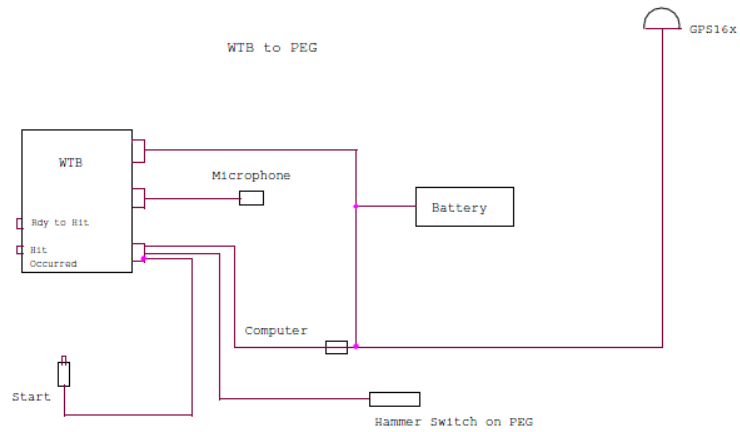 GPS16x
WTB to PEG
WTB
Microphone
Battery
Rdy to Hit
Hit
Occurred
Computer
Start
Hammer Switch on PEG